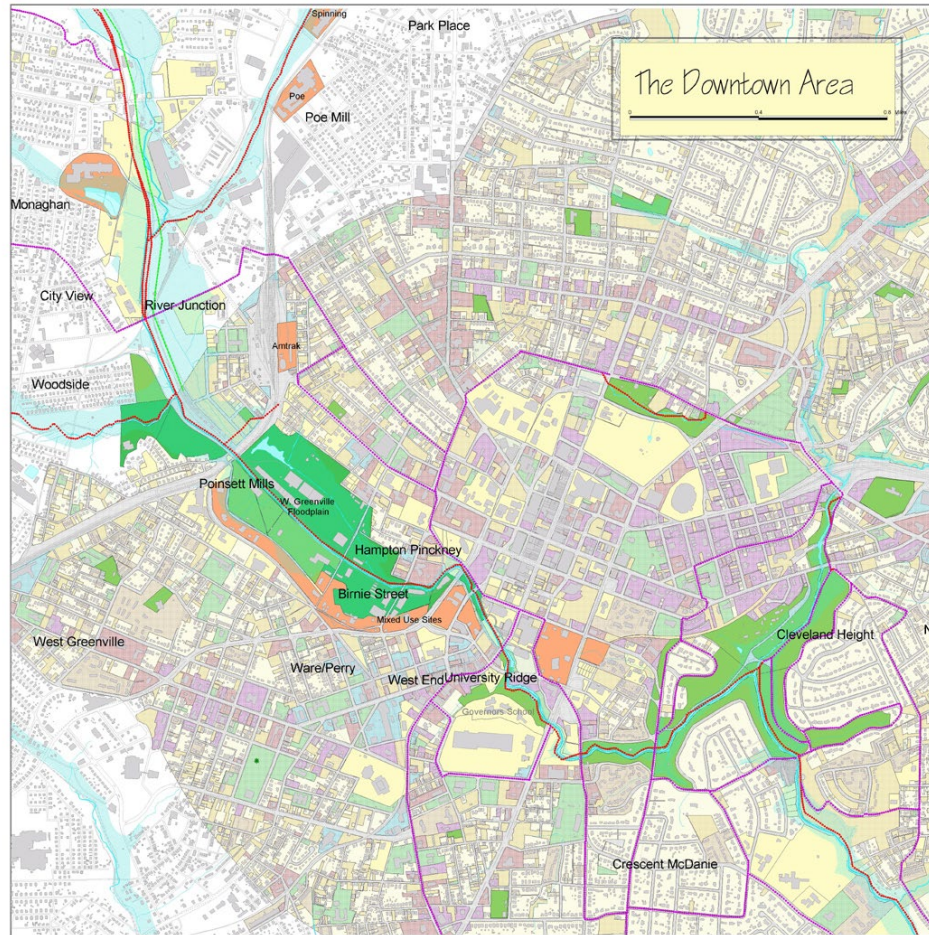 Spinning
Park Place
The Downtown Area
0
0.4
0.8
Miles
Poe
Poe Mill
Monaghan
City View
River Junction
Amtrak
Woodside
Poinsett Mills
W. Greenville
Floodplain
Hampton Pinckney
Birnie Street
Mixed Use Sites
Cleveland Height
N
West Greenville
Ware/Perry
West End
University Ridge
Governors School
Crescent McDanie